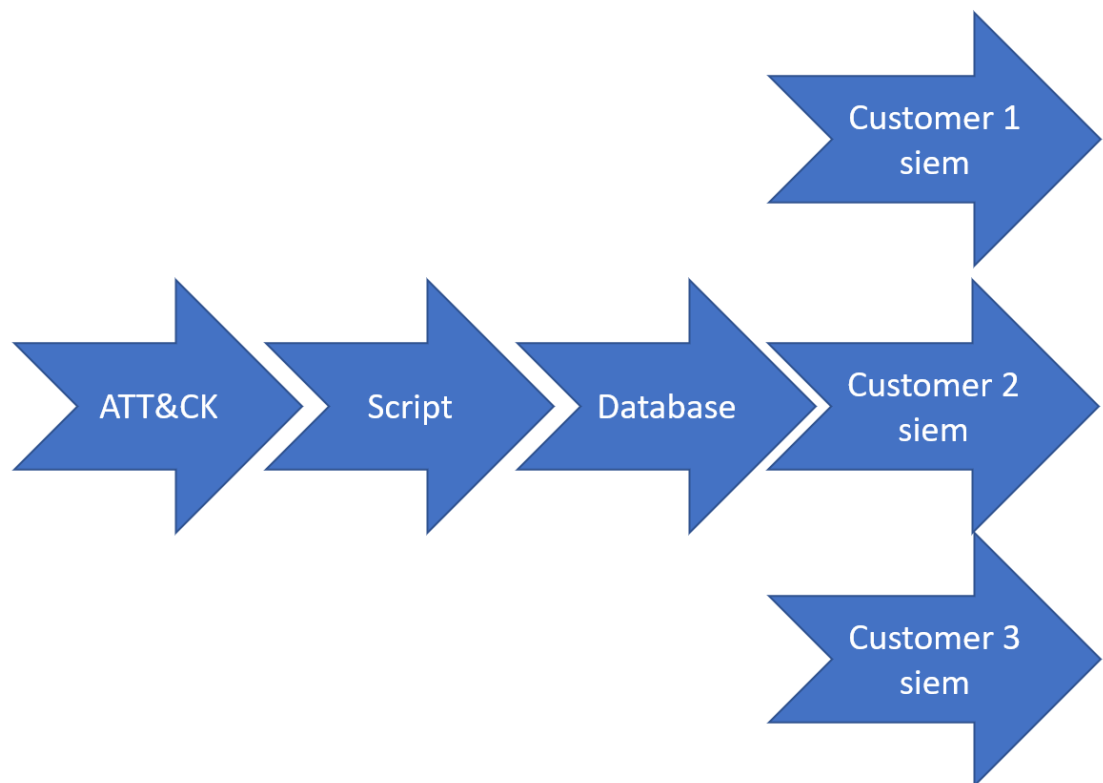 Customer 1
siem
ATT&CK
Script
Database
Customer 2
siem
Customer 3
siem